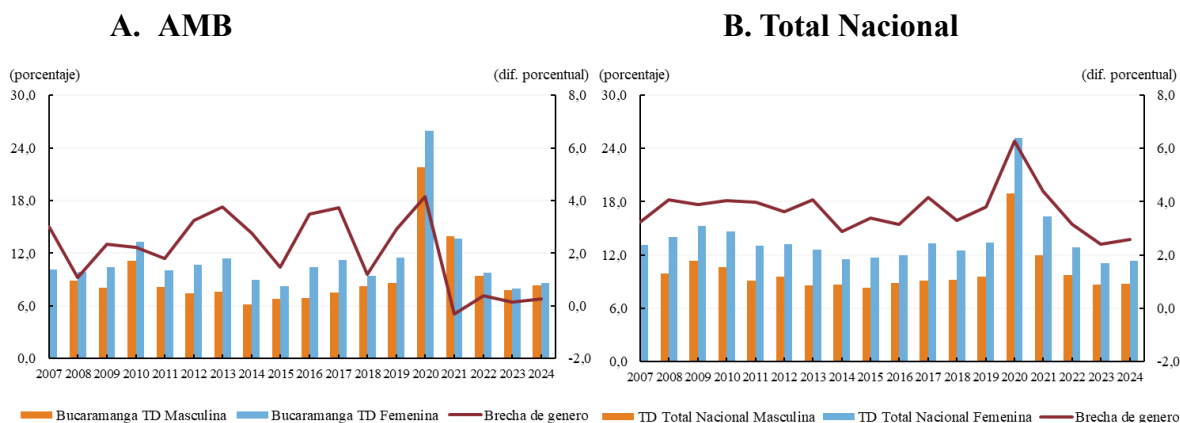 A. AMB
B. Total Nacional
(porcentaje) (dif. porcentual)
30,0 8,0
24,0 6,0
18,0 4,0
12,0 2,0
6,0 0,0
0,0 -2,0
2007 2008 2009 2010 2011 2012 2013 2014 2015 2016 2017 2018 2019 2020 2021 2022 2023 2024
Bucaramanga TD Masculina Bucaramanga TD Femenina Brecha de genero
(porcentaje) (dif. porcentual)
30,0 8,0
24,0 6,0
18,0 4,0
12,0 2,0
6,0 0,0
0,0 -2,0
2007 2008 2009 2010 2011 2012 2013 2014 2015 2016 2017 2018 2019 2020 2021 2022 2023 2024
TD Total Nacional Masculina TD Total Nacional Femenina Brecha de genero